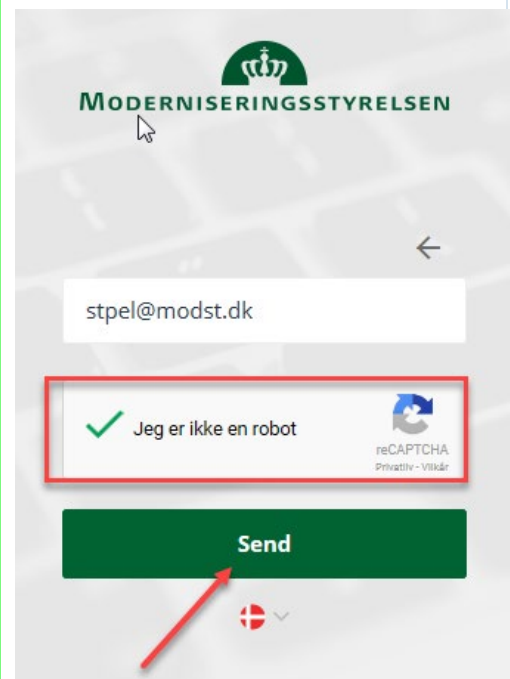 MODERNISERINGSSTYRELSEN
stpel@modst.dk
Jeg er ikke en robot
reCAPTCHA
Privatliv - Vilkår
Send